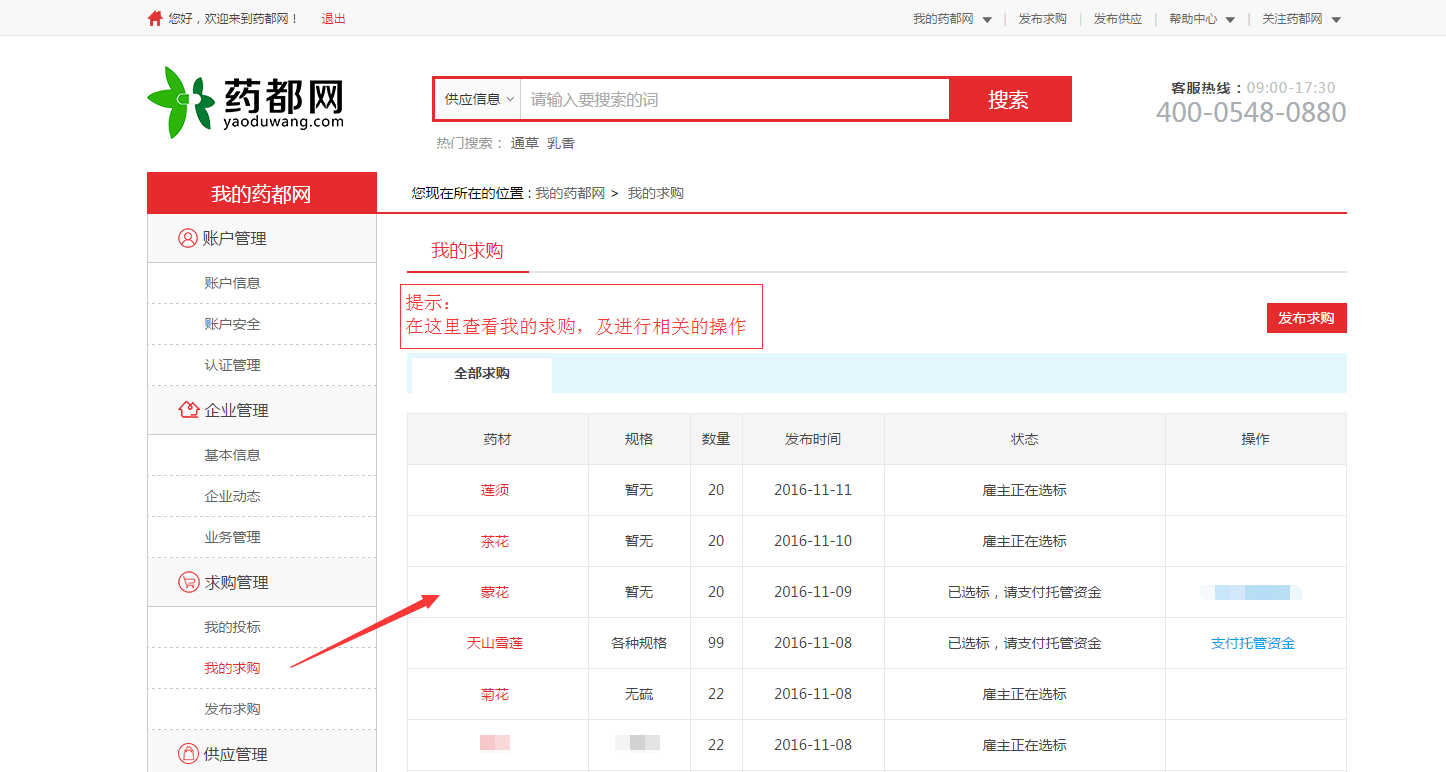 您好，欢迎来到药都网！ 退出 我的药都网 发布求购 发布供应 帮助中心 关注药都网
药都网
yaoduwang.com
供应信息 请输入要搜索的词 搜索
客服热线：09:00-17:30
400-0548-0880
热门搜索： 通草 乳香
我的药都网
您现在所在的位置 : 我的药都网 > 我的求购
账户管理
账户信息
账户安全
认证管理
企业管理
基本信息
企业动态
业务管理
求购管理
我的投标
我的求购
发布求购
供应管理
我的求购
提示：
在这里查看我的求购，及进行相关的操作
发布求购
全部求购
药材 规格 数量 发布时间 状态 操作
莲须 暂无 20 2016-11-11 雇主正在选标
茶花 暂无 20 2016-11-10 雇主正在选标
蒙花 暂无 20 2016-11-09 已选标，请支付托管资金
天山雪莲 各种规格 99 2016-11-08 已选标，请支付托管资金 支付托管资金
菊花 无硫 22 2016-11-08 雇主正在选标
22 2016-11-08 雇主正在选标